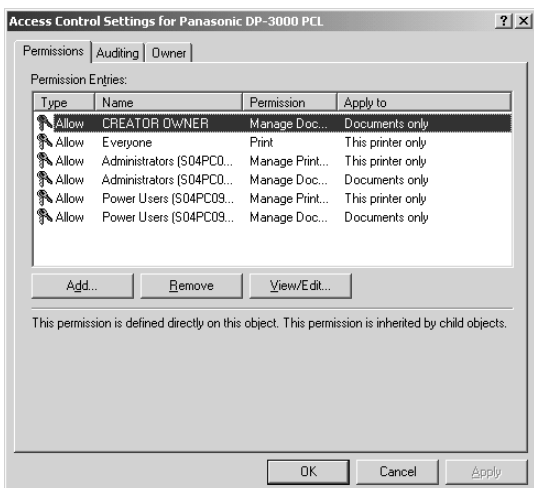 Access Control Settings for Panasonic DP-3000 PCL
Permissions Auditing Owner
Permission Entries:
Type Name Permission Apply to
Allow CREATOR OWNER Manage Doc... Documents only
Allow Everyone Print This printer only
Allow Administrators (S04PC0... Manage Print... This printer only
Allow Administrators (S04PC0... Manage Doc... Documents only
Allow Power Users (S04PC09... Manage Print... This printer only
Allow Power Users (S04PC09... Manage Doc... Documents only
Add... Remove View/Edit...
This permission is defined directly on this object. This permission is inherited by child objects.
OK Cancel Apply